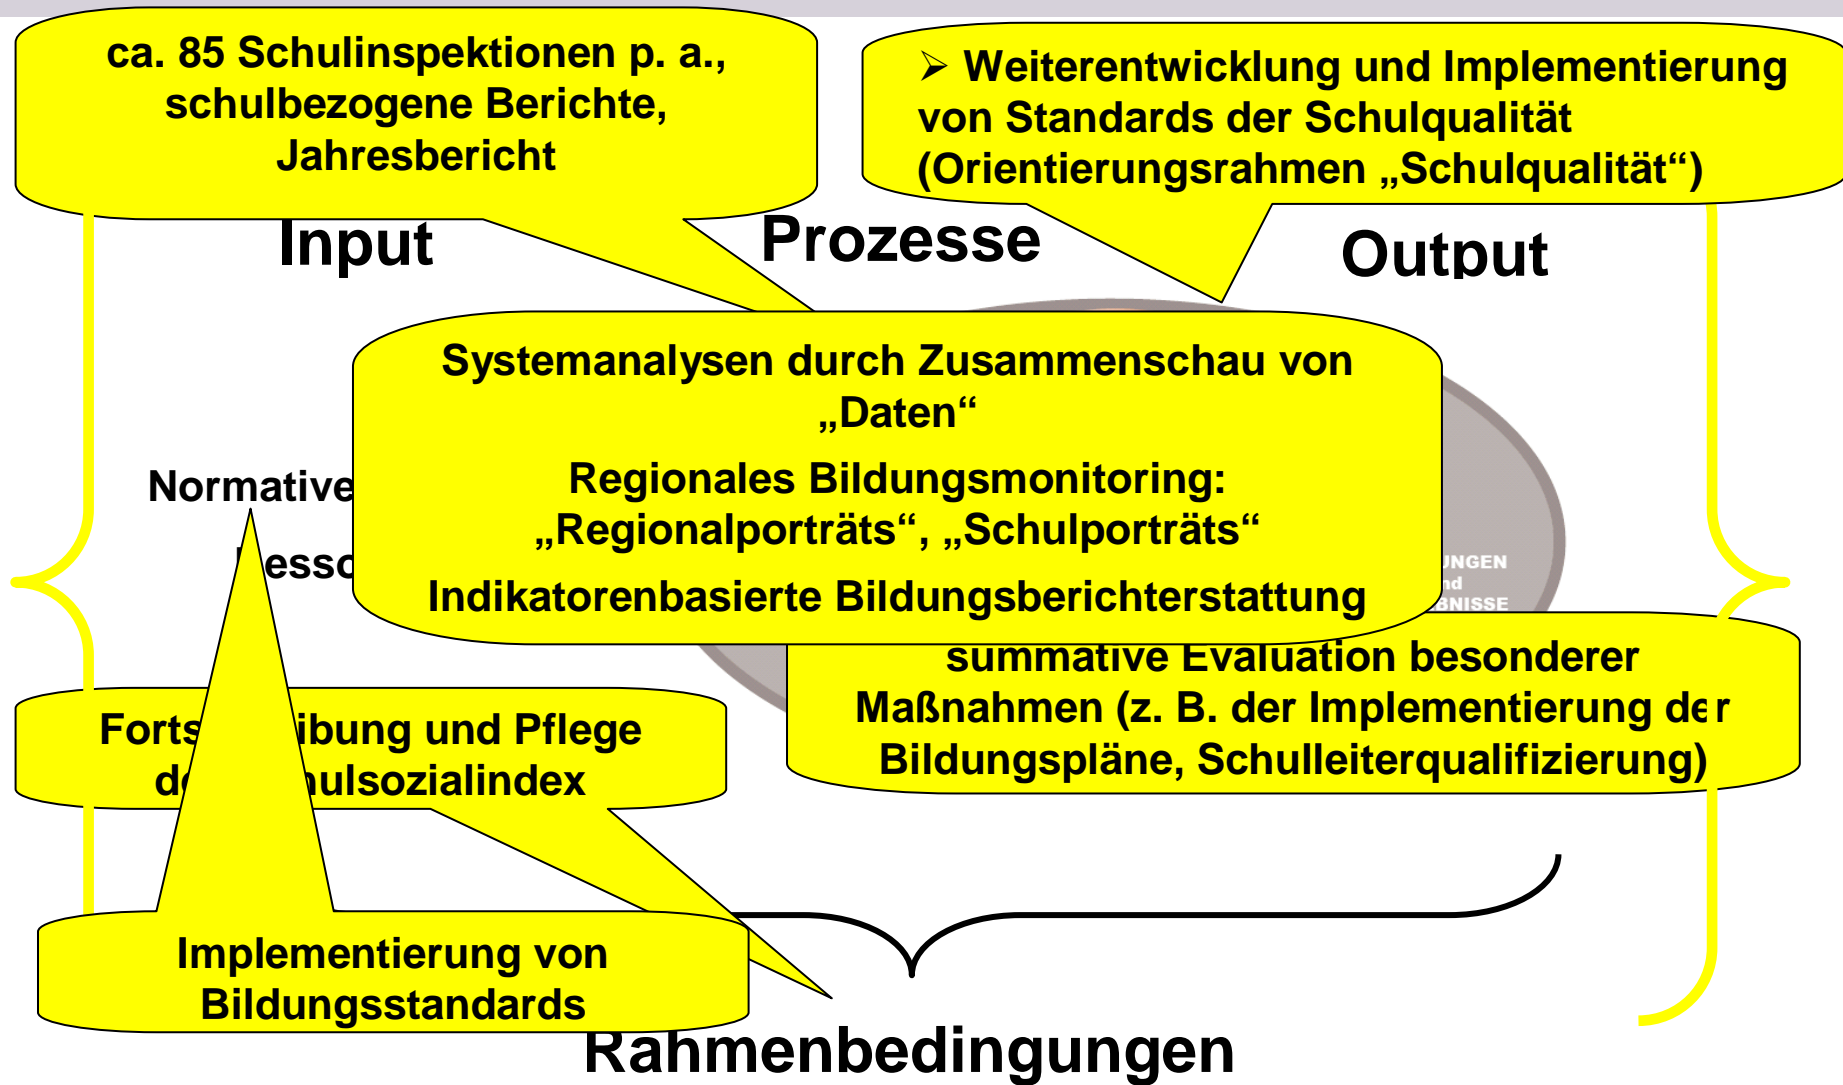 ca. 85 Schulinspektionen p. a.,
schulbezogene Berichte,
Jahresbericht
➢ Weiterentwicklung und Implementierung
von Standards der Schulqualität
(Orientierungsrahmen „Schulqualität“)
Input
Prozesse
Output
Systemanalysen durch Zusammenschau von
„Daten“
Regionales Bildungsmonitoring:
„Regionalporträts“, „Schulporträts“
Indikatorenbasierte Bildungsberichterstattung
Normative
summative Evaluation besonderer
Maßnahmen (z. B. der Implementierung der
Bildungspläne, Schulleiterqualifizierung)
und Pflege
Implementierung von
Bildungsstandards
Rahmenbedingungen